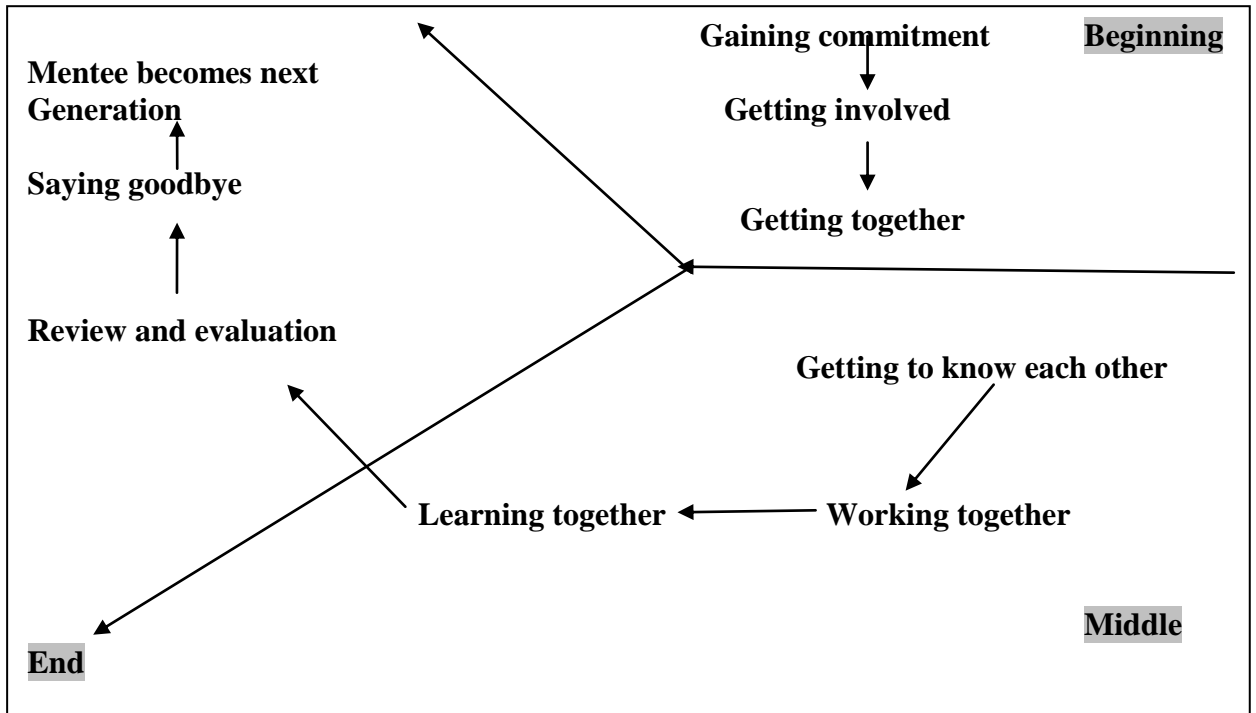 Gaining commitment
Beginning
Getting involved
Getting together
Getting to know each other
Working together
Learning together
Middle
Review and evaluation
Saying goodbye
Mentee becomes next
Generation
End